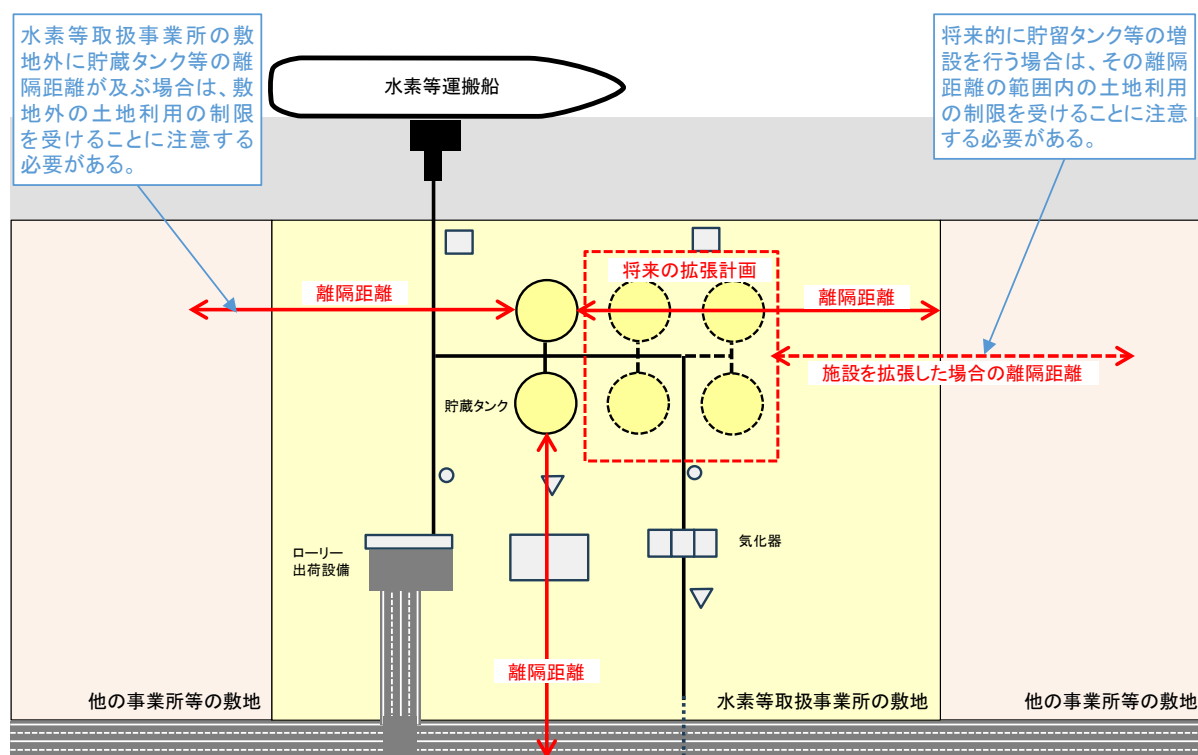 水素等取扱事業所の敷
地外に貯蔵タンク等の離
隔距離が及ぶ場合は、敷
地外の土地利用の制限
を受けることに注意する
必要がある。
水素等運搬船
将来的に貯留タンク等の増
設を行う場合は、その離隔
距離の範囲内の土地利用
の制限を受けることに注意
する必要がある。
将来の拡張計画
離隔距離
離隔距離
施設を拡張した場合の離隔距離
貯蔵タンク
ローリー
出荷設備
気化器
離隔距離
他の事業所等の敷地
水素等取扱事業所の敷地
他の事業所等の敷地